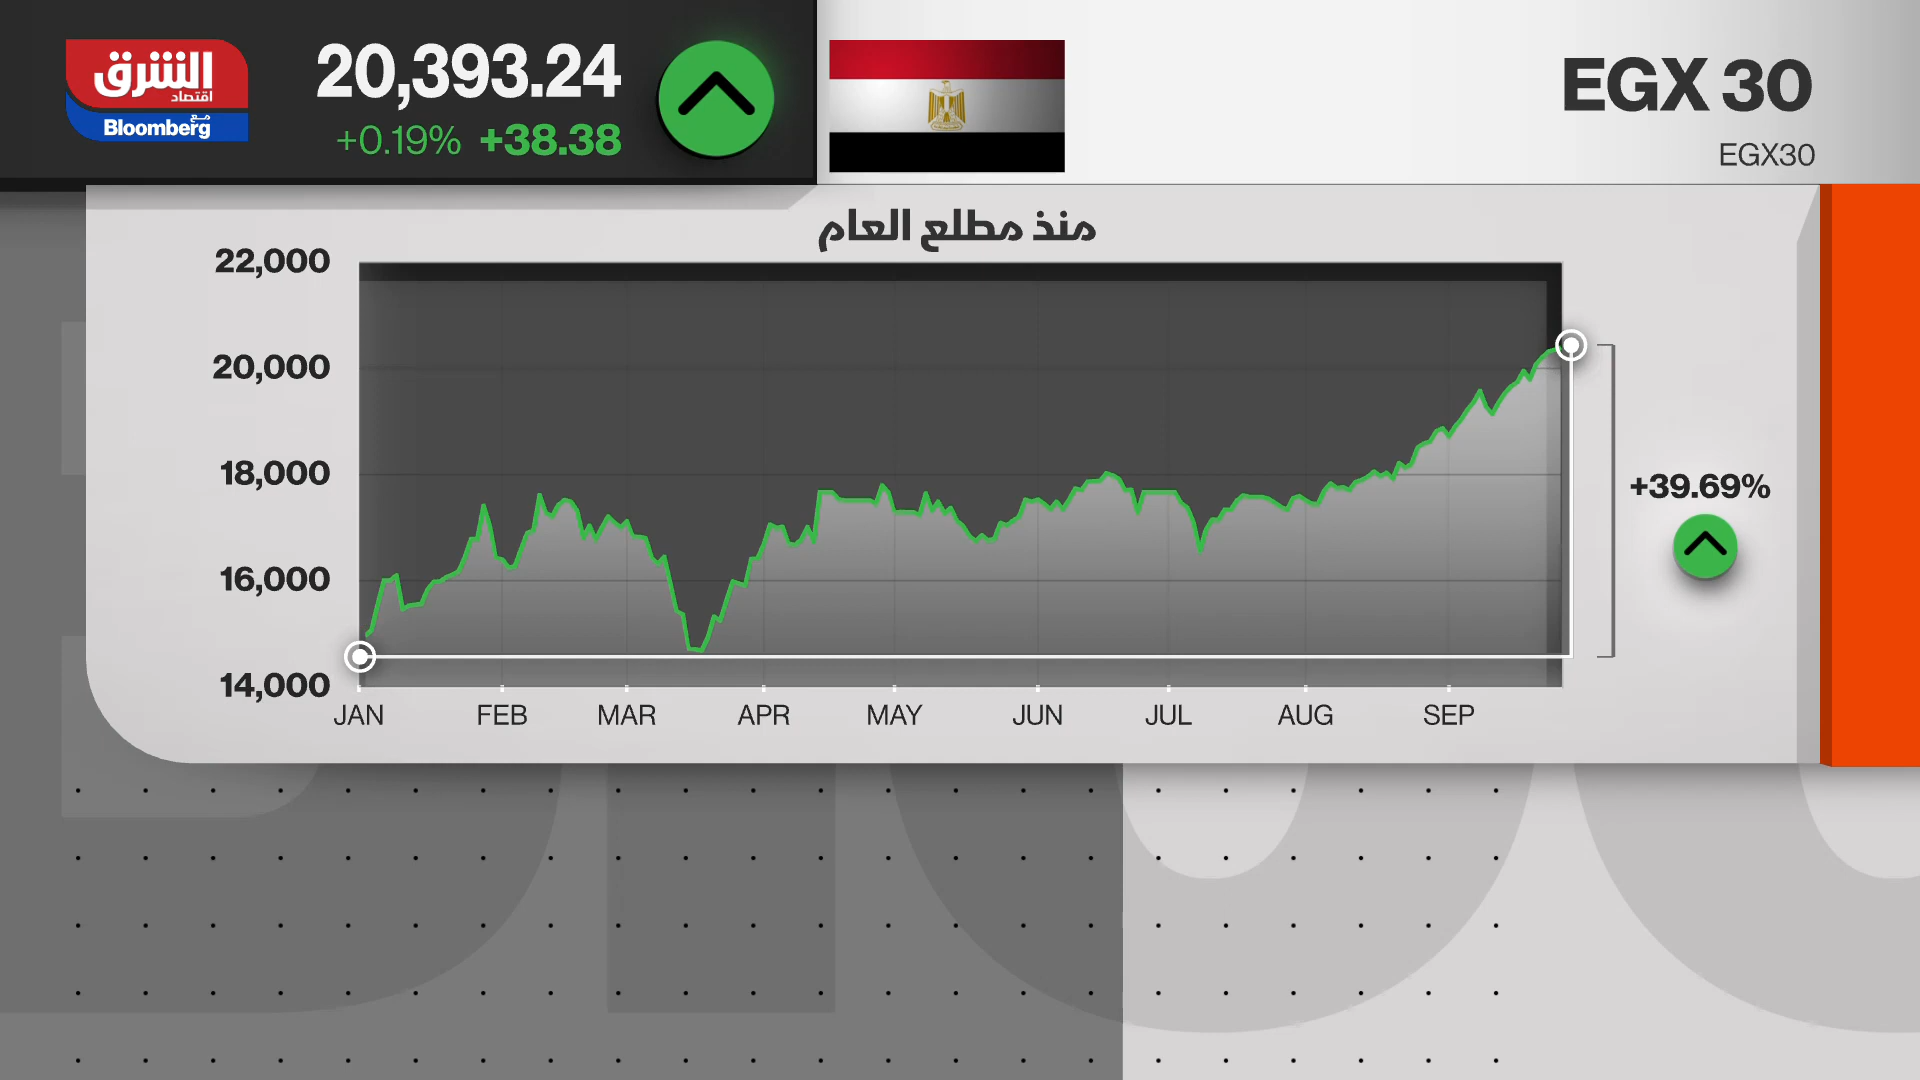 الشرق
اقتصاد
مع
Bloomberg
20,393.24
+0.19% +38.38
EGX 30
EGX30
منذ مطلع العام
22,000
20,000
18,000
16,000
14,000
JAN FEB MAR APR MAY JUN JUL AUG SEP
+39.69%